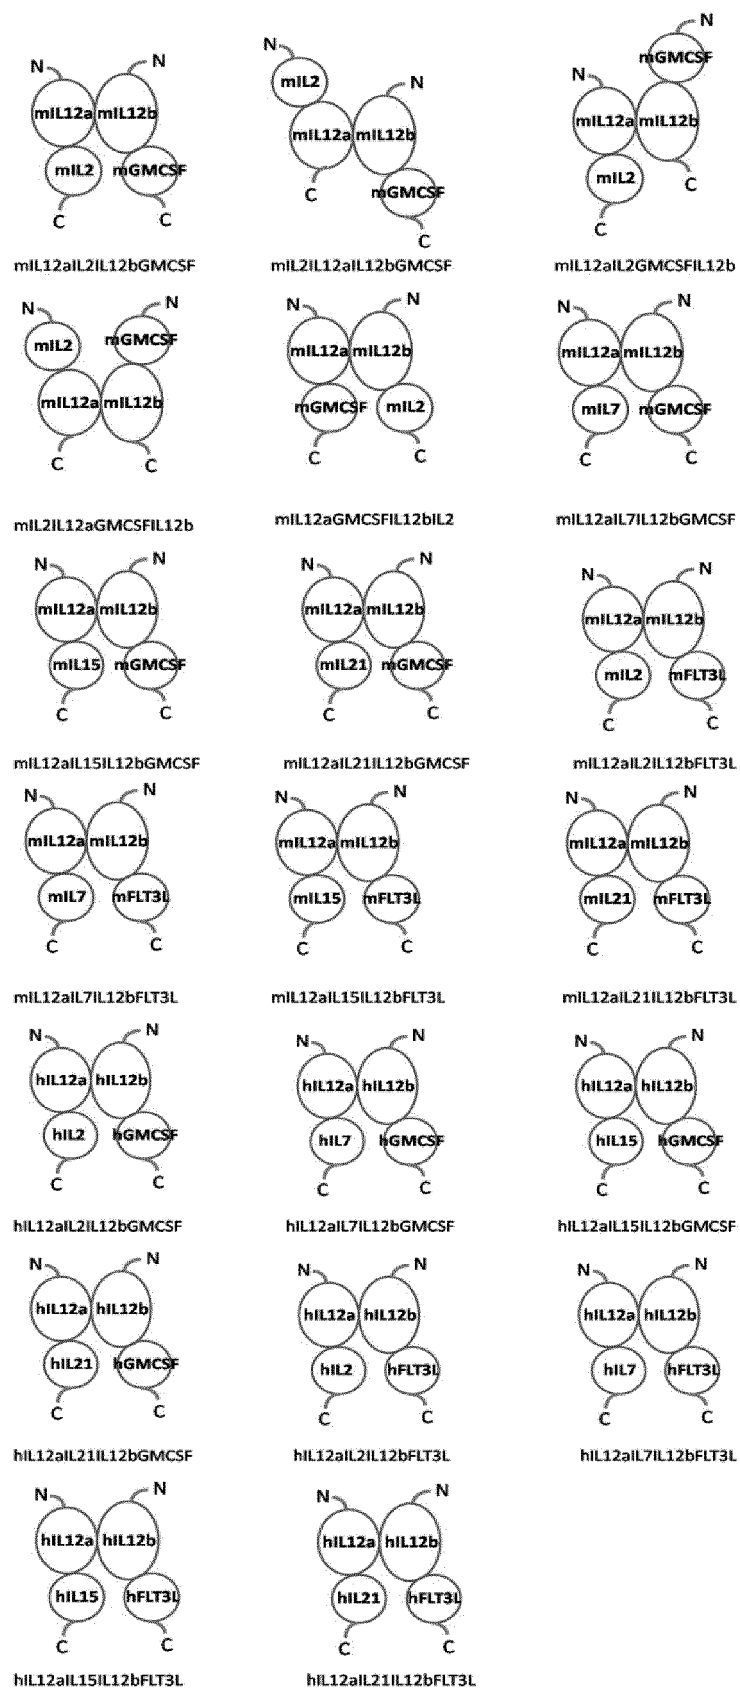 N N N N N
mGMCSF
mIL2
mIL12a mIL12b mIL12a mIL12b mIL12a mIL12b
mIL2 mGMCSF mGMCSF mIL2
C C C C C C
mIL12aIL2IL12bGMCSF mIL2IL12aIL12bGMCSF mIL12aIL2GMCSFIL12b
N N N N N N
mIL2 mGMCSF mIL12a mIL12b mIL12a mIL12b
mIL12a mIL12b mGMCSF mIL2 mIL7 mGMCSF
C C C C C C
mIL2IL12aGMCSFIL12b mIL12aGMCSFIL12bIL2 mIL12aIL7IL12bGMCSF
N N N N N N
mIL12a mIL12b mIL12a mIL12b mIL12a mIL12b
mIL15 mGMCSF mIL21 mGMCSF mIL2 mFLT3L
C C C C C C
mIL12aIL15IL12bGMCSF mIL12aIL21IL12bGMCSF mIL12aIL2IL12bFLT3L
N N N N N N
mIL12a mIL12b mIL12a mIL12b mIL12a mIL12b
mIL7 mFLT3L mIL15 mFLT3L mIL21 mFLT3L
C C C C C C
mIL12aIL7IL12bFLT3L mIL12aIL15IL12bFLT3L mIL12aIL21IL12bFLT3L
N N N N N N
hIL12a hIL12b hIL12a hIL12b hIL12a hIL12b
hIL2 hGMCSF hIL7 hGMCSF hIL15 hGMCSF
C C C C C C
hIL12aIL2IL12bGMCSF hIL12aIL7IL12bGMCSF hIL12aIL15IL12bGMCSF
N N N N N N
hIL12a hIL12b hIL12a hIL12b hIL12a hIL12b
hIL21 hGMCSF hIL2 hFLT3L hIL7 hFLT3L
C C C C C C
hIL12aIL21IL12bGMCSF hIL12aIL2IL12bFLT3L hIL12aIL7IL12bFLT3L
N N N N
hIL12a hIL12b hIL12a hIL12b
hIL15 hFLT3L hIL21 hFLT3L
C C C C
hIL12aIL15IL12bFLT3L hIL12aIL21IL12bFLT3L